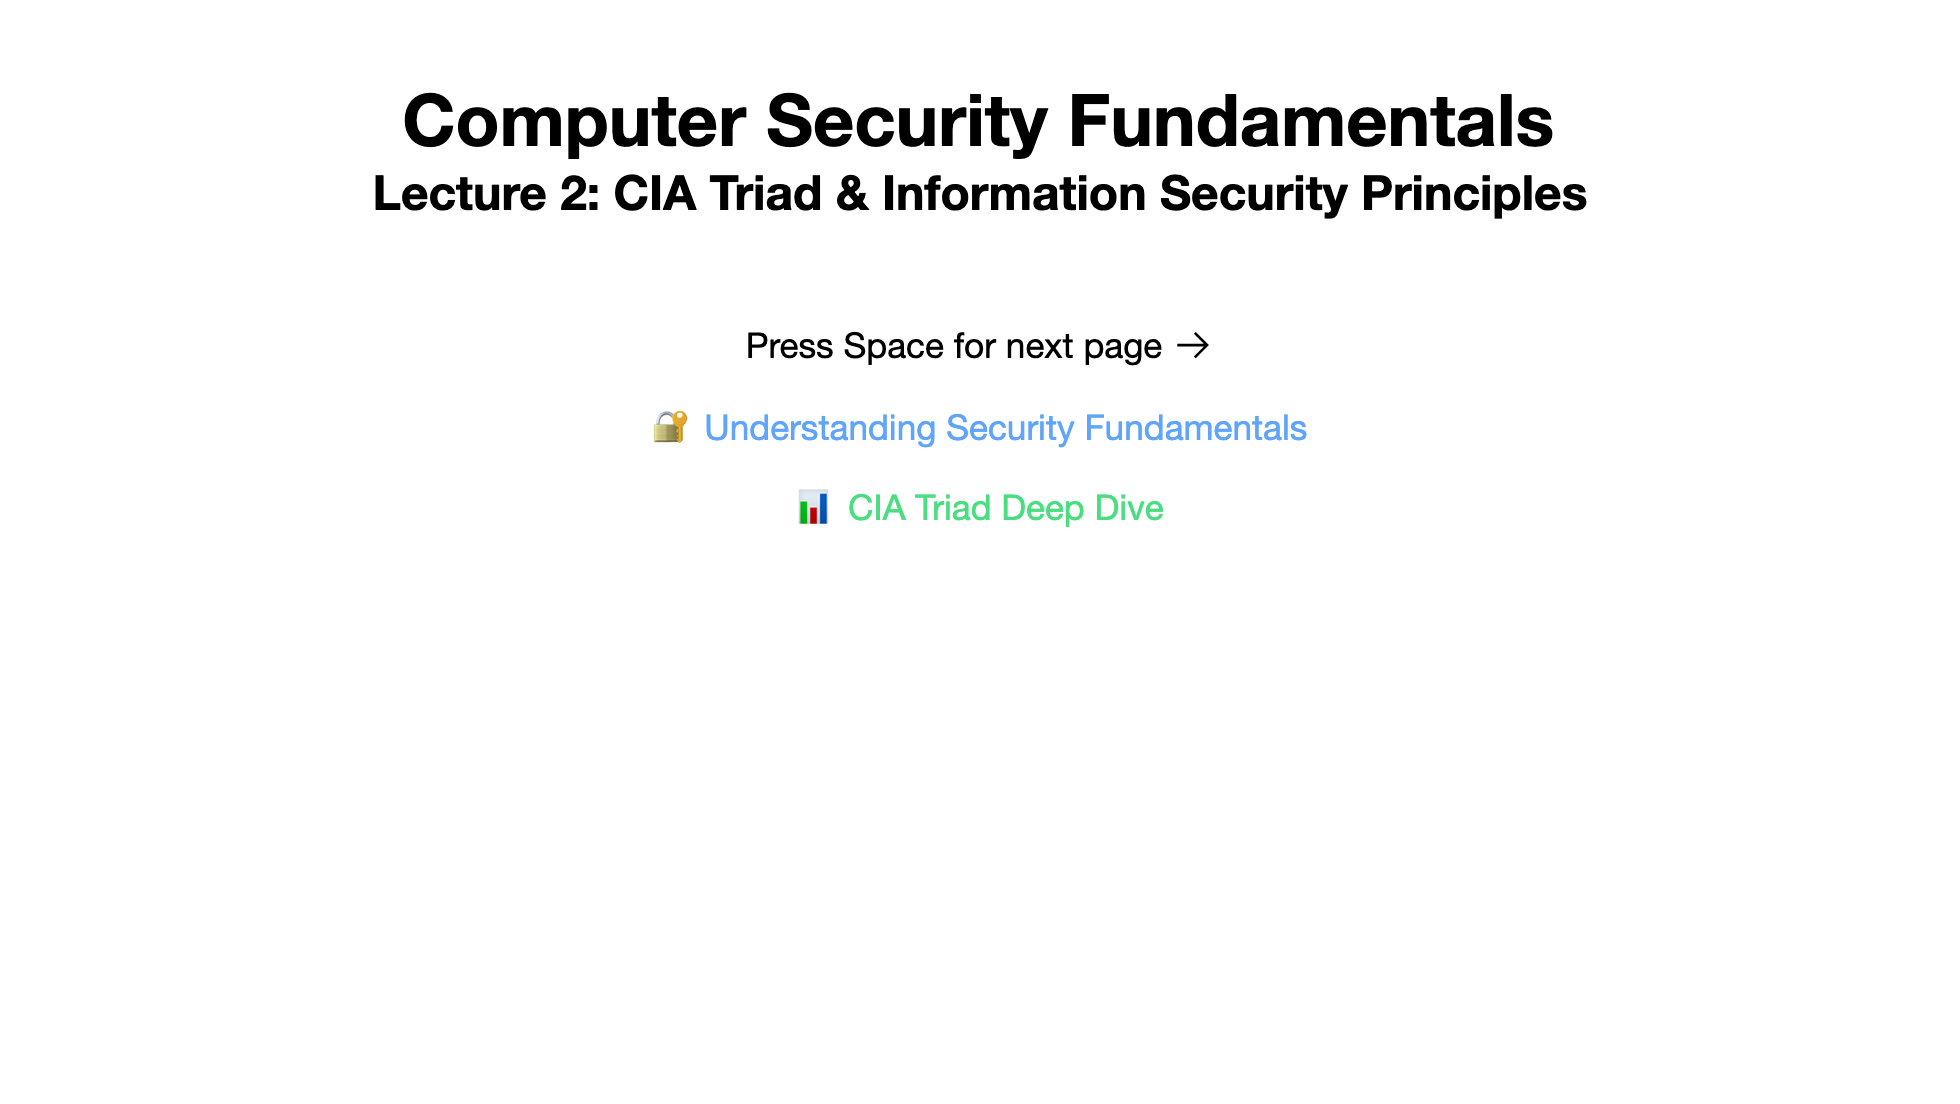 Computer Security Fundamentals
Lecture 2: CIA Triad & Information Security Principles
Press Space for next page →
🔐 Understanding Security Fundamentals
📊 CIA Triad Deep Dive